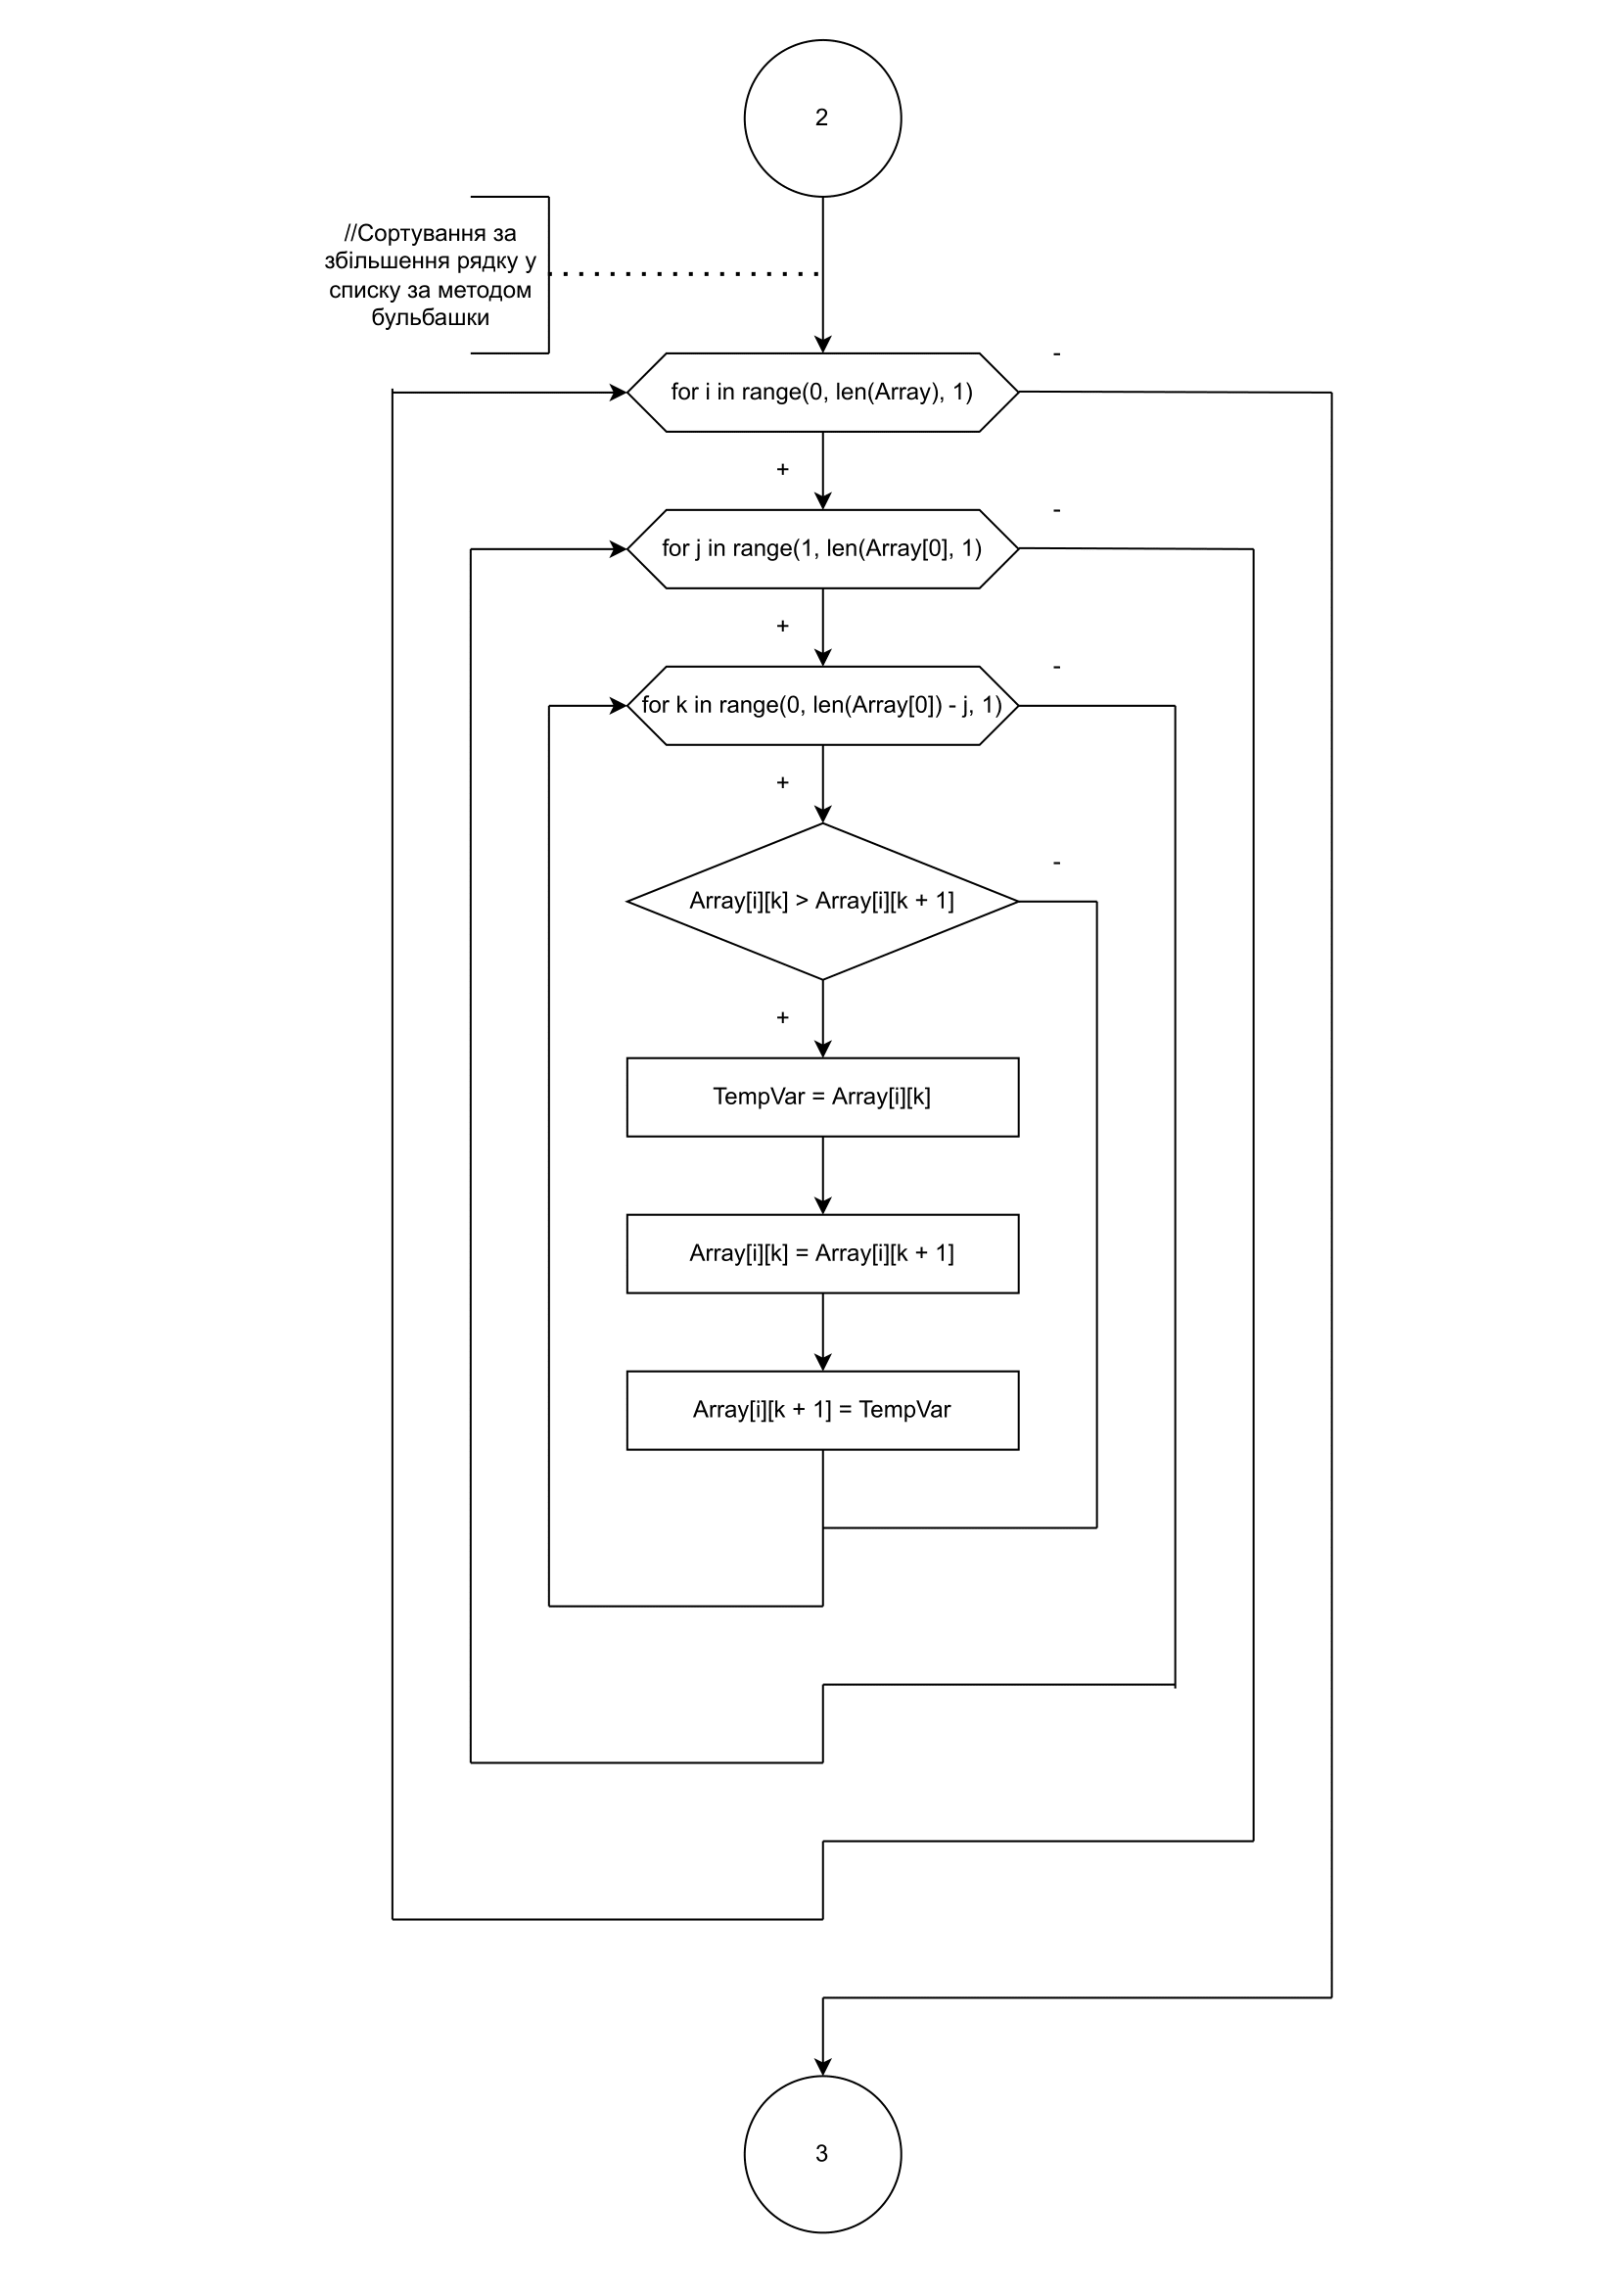 2
//Сортування за
збільшення рядку у
списку за методом
бульбашки
-
for i in range(0, len(Array), 1)
+
-
for j in range(1, len(Array[0], 1)
+
-
for k in range(0, len(Array[0]) - j, 1)
+
-
Array[i][k] > Array[i][k + 1]
+
TempVar = Array[i][k]
Array[i][k] = Array[i][k + 1]
Array[i][k + 1] = TempVar
3